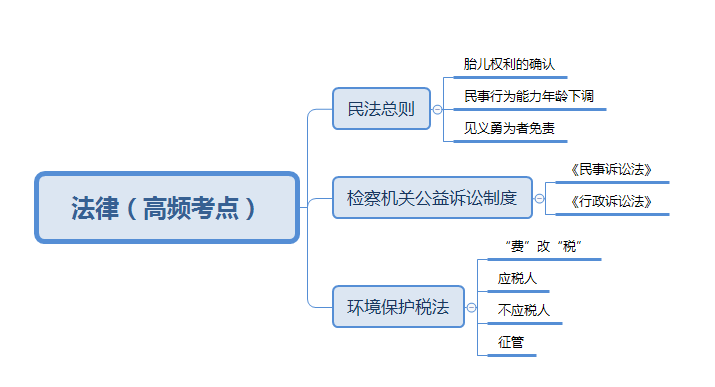 法律（高频考点）
民法总则
胎儿权利的确认
民事行为能力年龄下调
见义勇为者免责
检察机关公益诉讼制度
《民事诉讼法》
《行政诉讼法》
环境保护税法
“费”改“税”
应税人
不应税人
征管